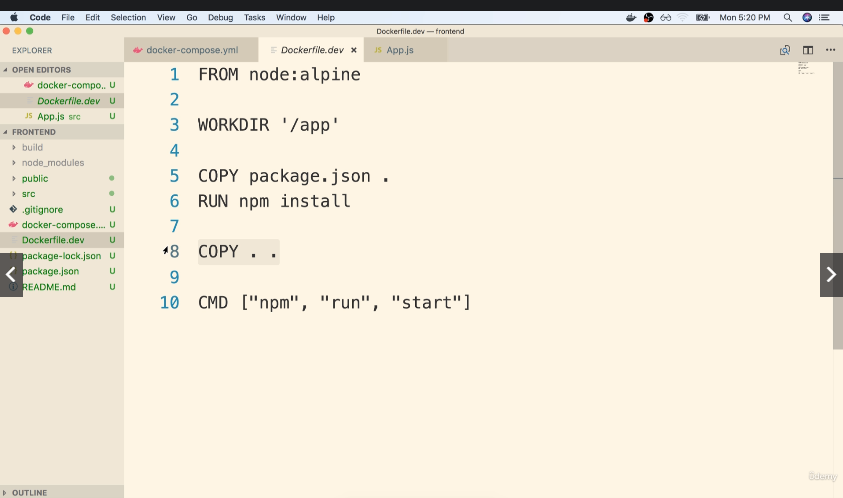 Code File Edit Selection View Go Debug Tasks Window Help Mon 5:20 PM
Dockerfile.dev — frontend
EXPLORER
docker-compose.yml
Dockerfile.dev
JS App.js
OPEN EDITORS
docker-compo.. U
Dockerfile.dev U
JS App.js src U
FRONTEND
build
node_modules
public
src
.gitignore U
docker-compose.... U
Dockerfile.dev U
package-lock.json U
package.json U
README.md U
OUTLINE
1 FROM node:alpine
2
3 WORKDIR '/app'
4
5 COPY package.json .
6 RUN npm install
7
8 COPY . .
9
10 CMD ["npm", "run", "start"]
ûdemy